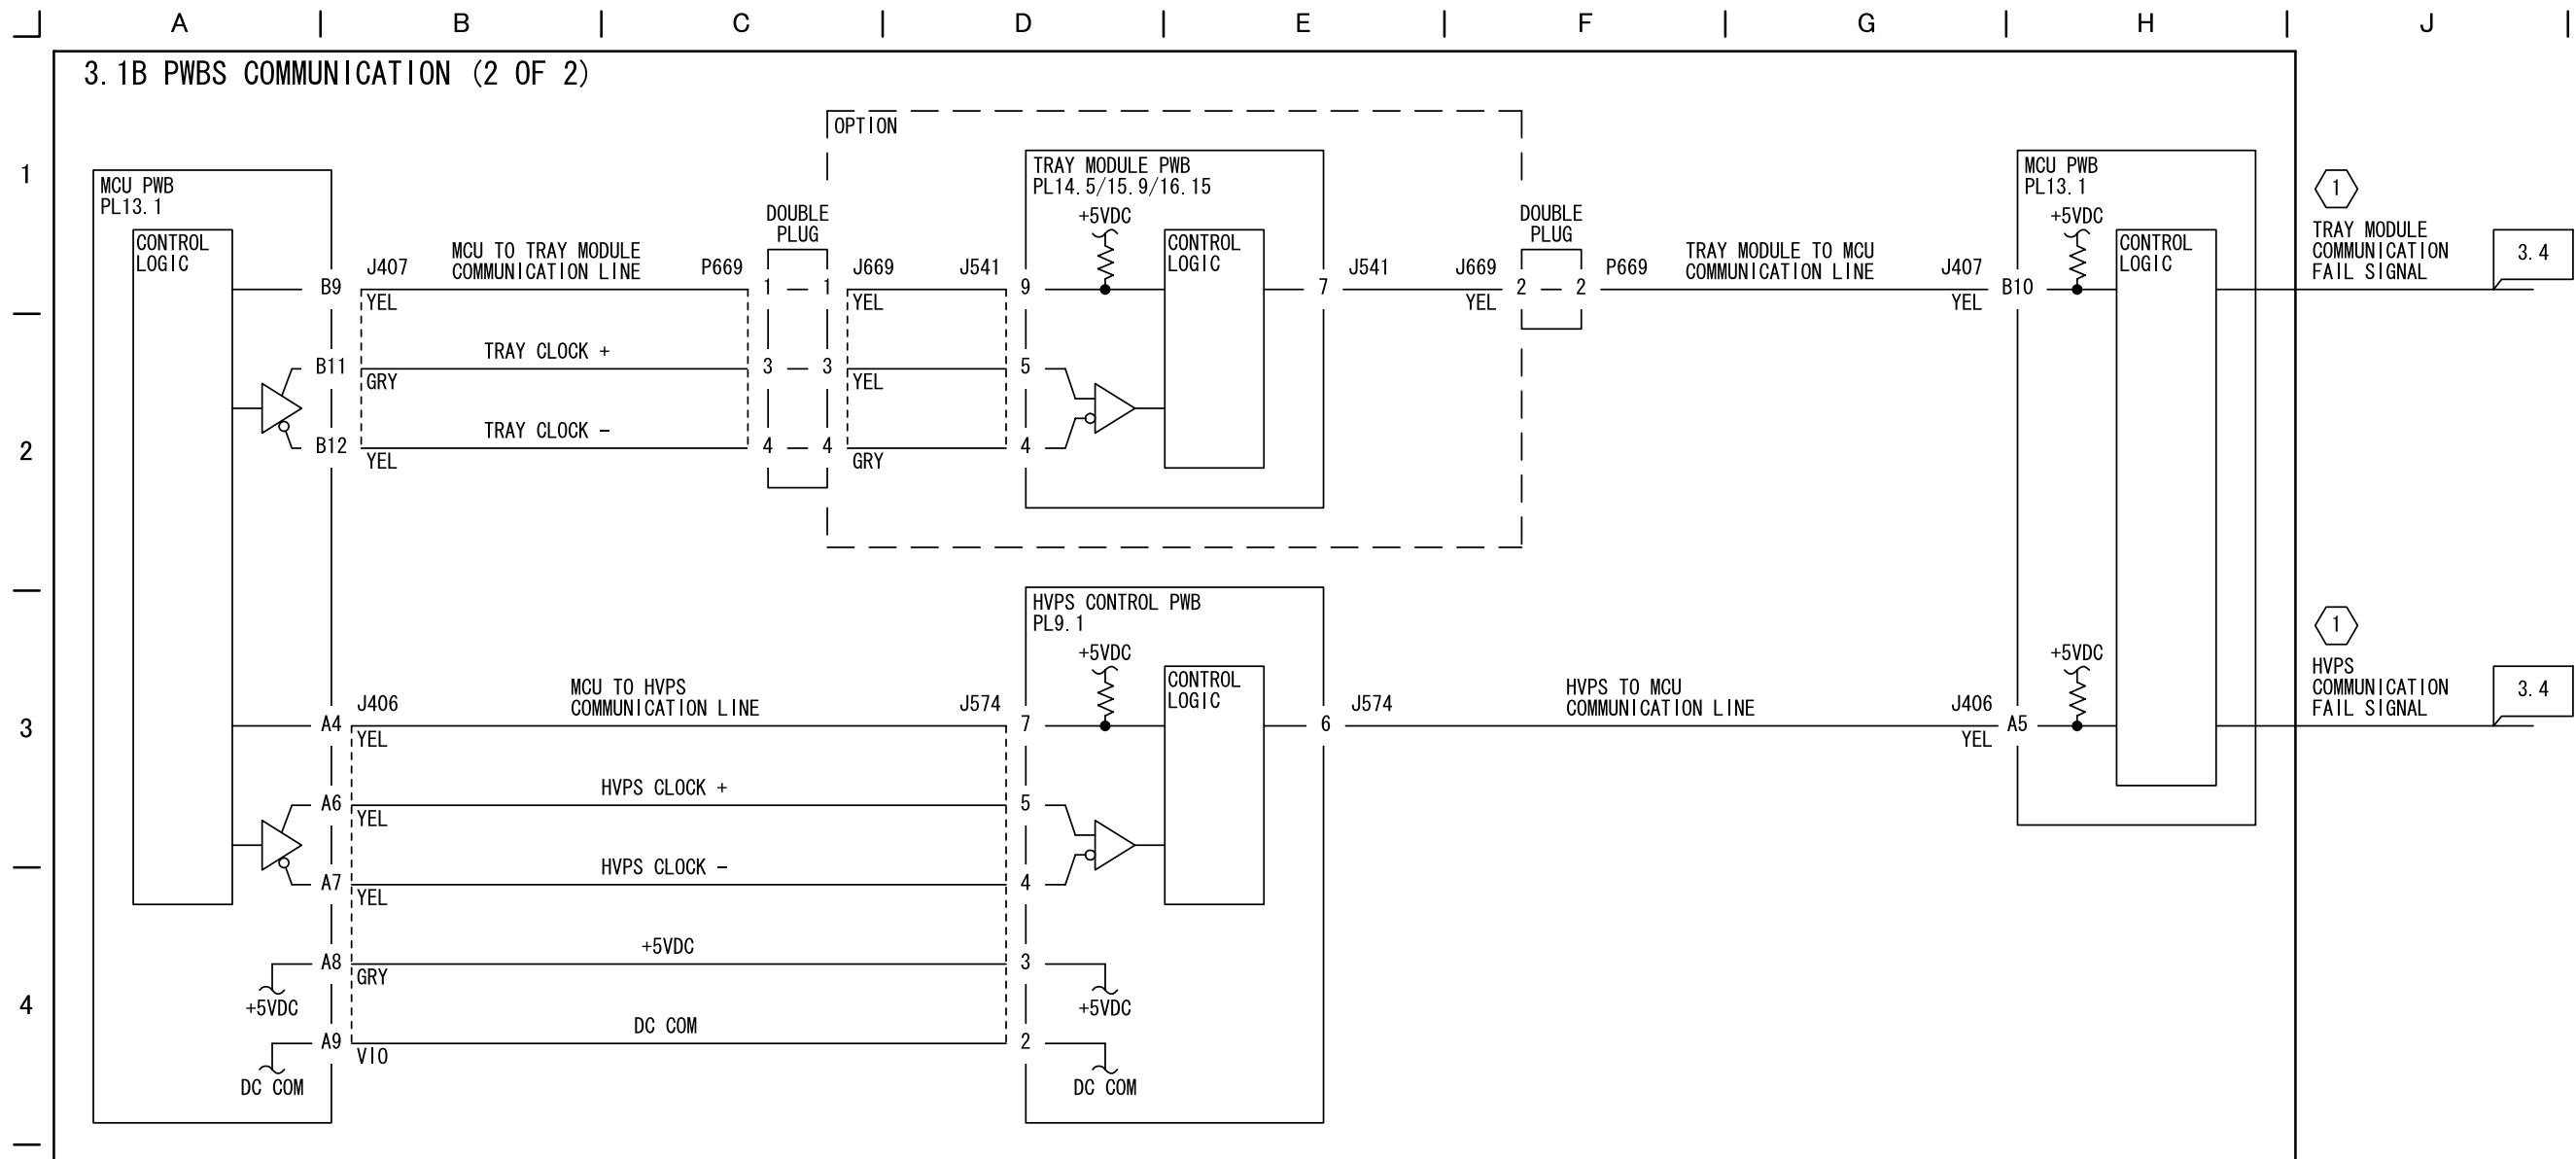 A B C D E F G H J
3.1B PWBS COMMUNICATION (2 OF 2)
OPTION
1
MCU PWB
PL13.1
CONTROL
LOGIC
B9
J407
YEL
MCU TO TRAY MODULE
COMMUNICATION LINE
P669
DOUBLE
PLUG
1 1
J669
YEL
J541
9
TRAY MODULE PWB
PL14.5/15.9/16.15
+5VDC
CONTROL
LOGIC
7
J541
J669
YEL
DOUBLE
PLUG
2 2
P669
TRAY MODULE TO MCU
COMMUNICATION LINE
J407
YEL
B10
MCU PWB
PL13.1
+5VDC
CONTROL
LOGIC
1
TRAY MODULE
COMMUNICATION
FAIL SIGNAL
3.4
2
B11
GRY
TRAY CLOCK +
3 3
YEL
5
B12
YEL
TRAY CLOCK -
4 4
GRY
4
3
A4
J406
YEL
MCU TO HVPS
COMMUNICATION LINE
J574
7
HVPS CONTROL PWB
PL9.1
+5VDC
CONTROL
LOGIC
6
J574
HVPS TO MCU
COMMUNICATION LINE
J406
YEL
A5
+5VDC
1
HVPS
COMMUNICATION
FAIL SIGNAL
3.4
A6
YEL
HVPS CLOCK +
5
A7
YEL
HVPS CLOCK -
4
4
+5VDC
A8
GRY
+5VDC
3
+5VDC
DC COM
A9
VIO
DC COM
2
DC COM